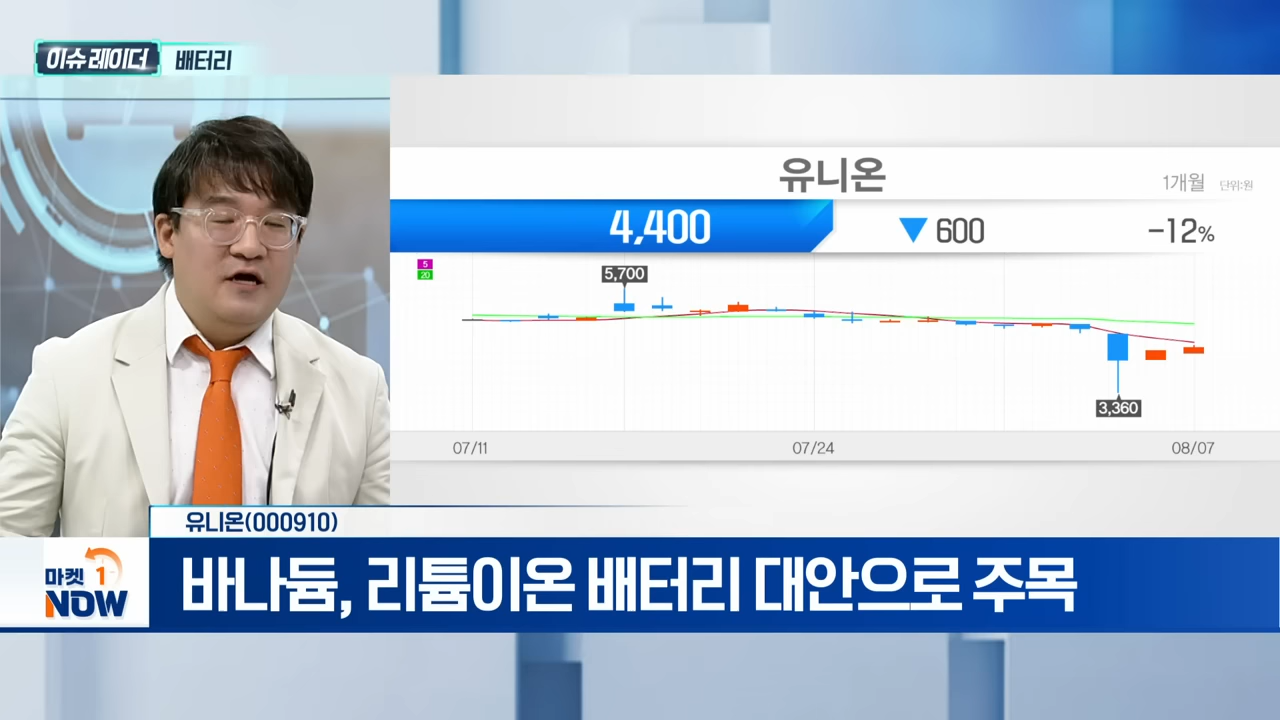 이슈 레이더 배터리
유니온
1개월 단위:원
4,400 ▼ 600 -12%
5
20
5,700
3,360
07/11 07/24 08/07
유니온(000910)
마켓 1
NOW
바나듐, 리튬이온 배터리 대안으로 주목